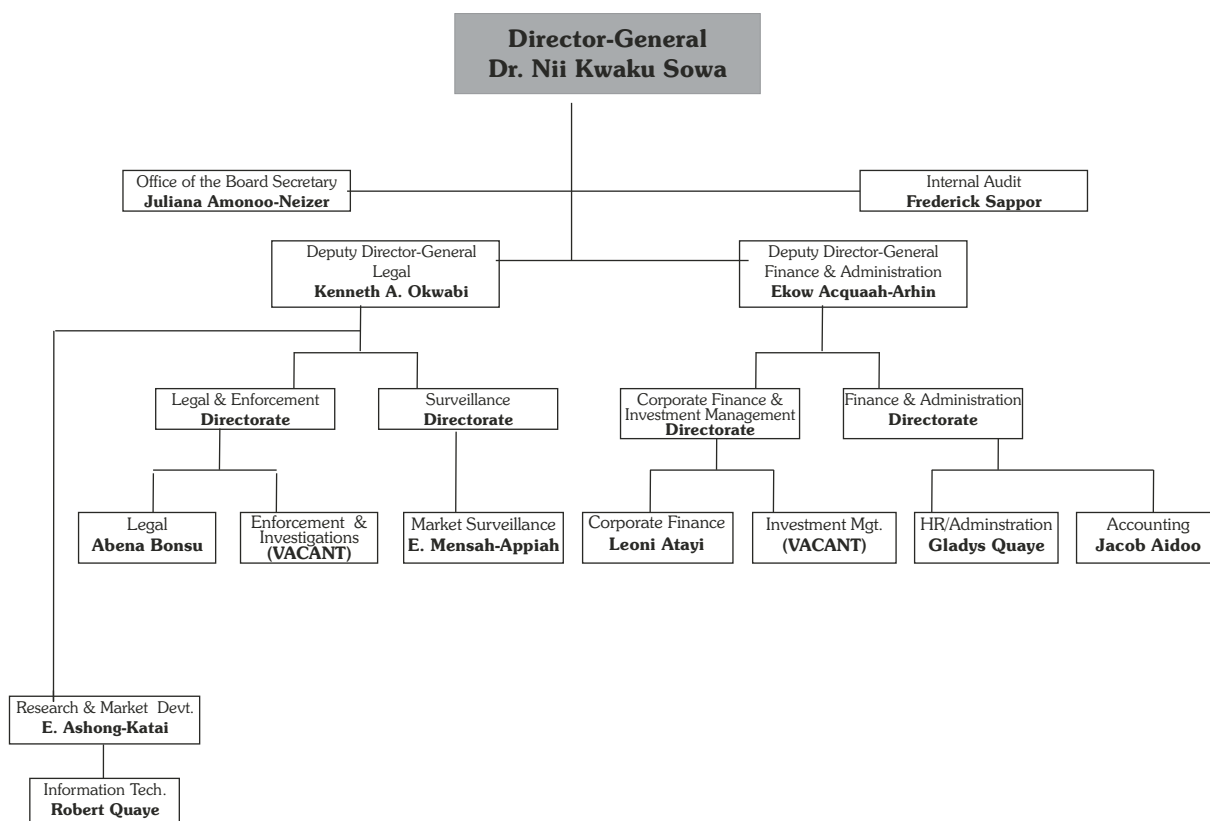 Director-General
Dr. Nii Kwaku Sowa
Office of the Board Secretary
Juliana Amonoo-Neizer
Internal Audit
Frederick Sappor
Deputy Director-General
Legal
Kenneth A. Okwabi
Deputy Director-General
Finance & Administration
Ekow Acquaah-Arhin
Legal & Enforcement
Directorate
Surveillance
Directorate
Corporate Finance &
Investment Management
Directorate
Finance & Administration
Directorate
Legal
Abena Bonsu
Enforcement &
Investigations
(VACANT)
Market Surveillance
E. Mensah-Appiah
Corporate Finance
Leoni Atayi
Investment Mgt.
(VACANT)
HR/Adminstration
Gladys Quaye
Accounting
Jacob Aidoo
Research & Market Devt.
E. Ashong-Katai
Information Tech.
Robert Quaye